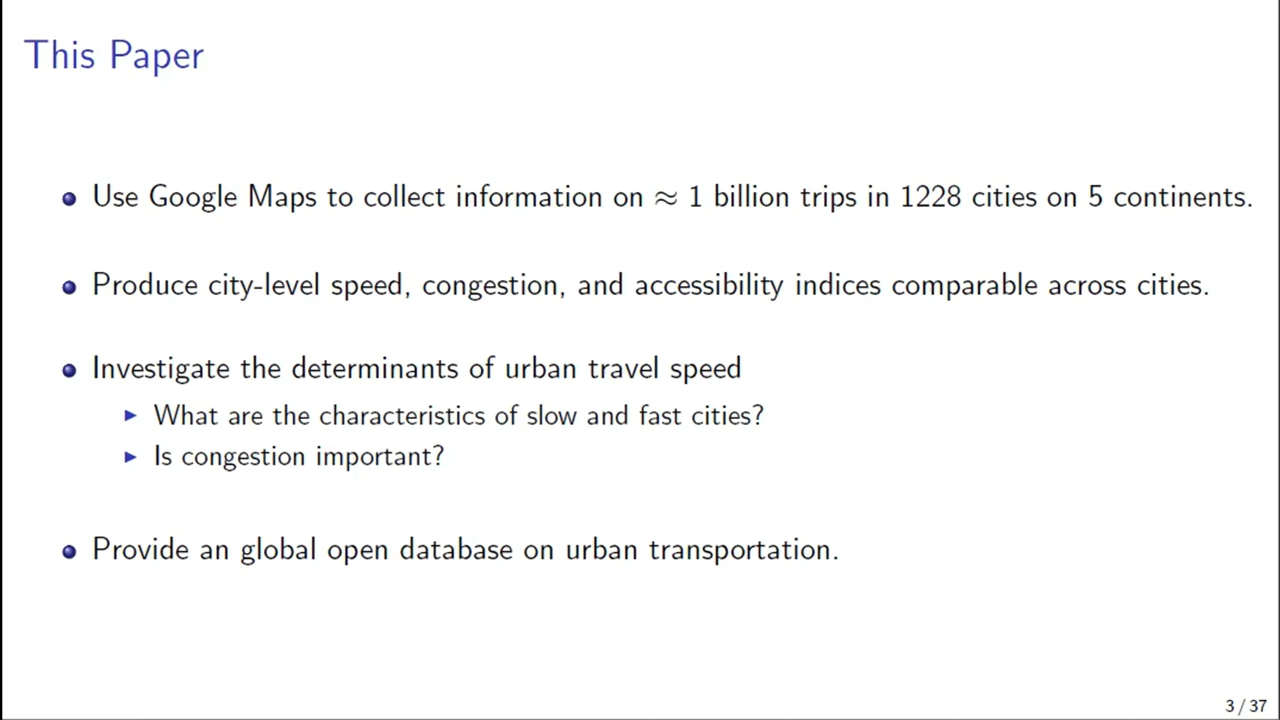 This Paper
Use Google Maps to collect information on ≈ 1 billion trips in 1228 cities on 5 continents.
Produce city-level speed, congestion, and accessibility indices comparable across cities.
Investigate the determinants of urban travel speed
What are the characteristics of slow and fast cities?
Is congestion important?
Provide an global open database on urban transportation.
3 / 37